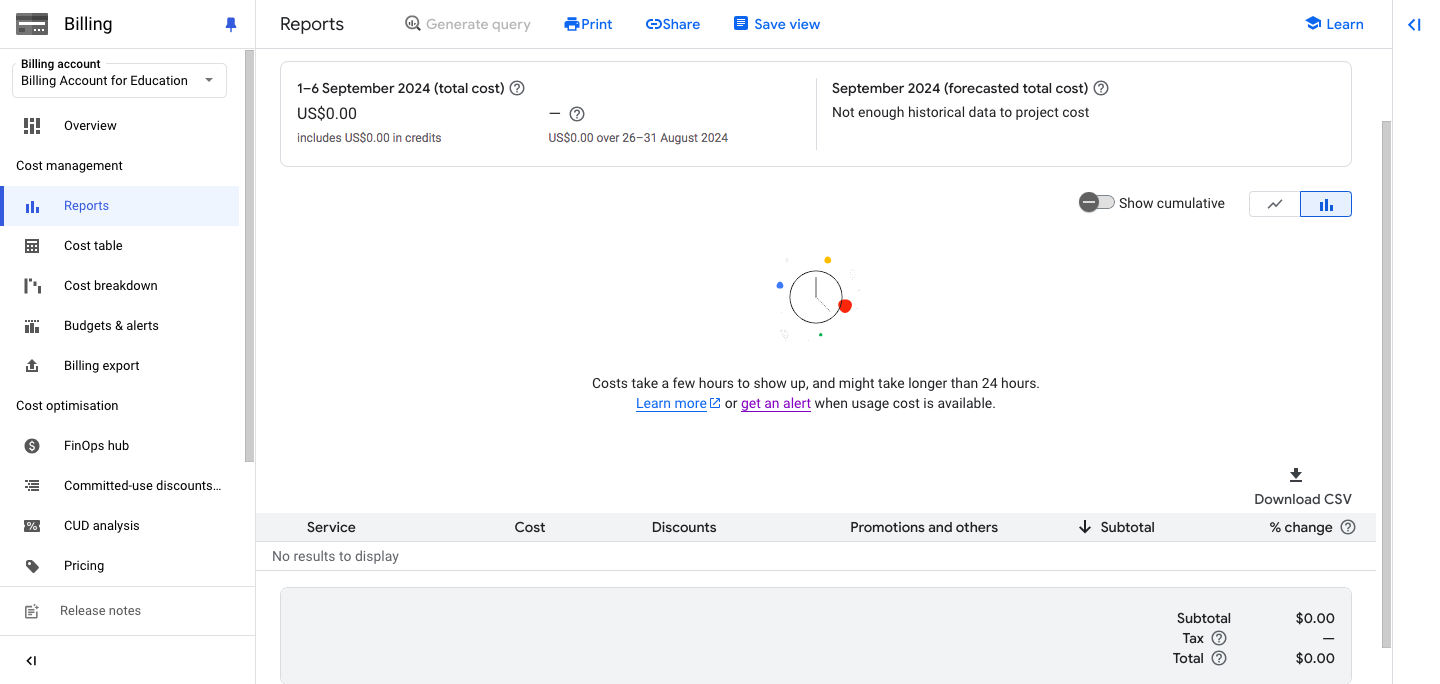 Billing
Billing account
Billing Account for Education
Overview
Cost management
Reports
Cost table
Cost breakdown
Budgets & alerts
Billing export
Cost optimisation
FinOps hub
Committed-use discounts...
CUD analysis
Pricing
Release notes
Reports
Generate query
Print
Share
Save view
Learn
1–6 September 2024 (total cost)
US$0.00
includes US$0.00 in credits
—
US$0.00 over 26–31 August 2024
September 2024 (forecasted total cost)
Not enough historical data to project cost
Show cumulative
Costs take a few hours to show up, and might take longer than 24 hours.
Learn more or get an alert when usage cost is available.
Download CSV
Service Cost Discounts Promotions and others Subtotal % change
No results to display
Subtotal $0.00
Tax —
Total $0.00